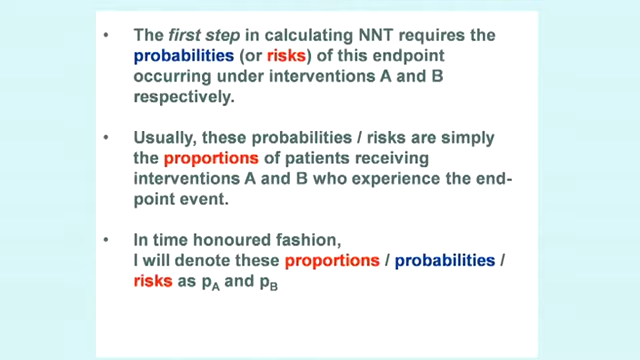 • The first step in calculating NNT requires the
probabilities (or risks) of this endpoint
occurring under interventions A and B
respectively.
• Usually, these probabilities / risks are simply
the proportions of patients receiving
interventions A and B who experience the end-
point event.
• In time honoured fashion,
I will denote these proportions / probabilities /
risks as pA and pB